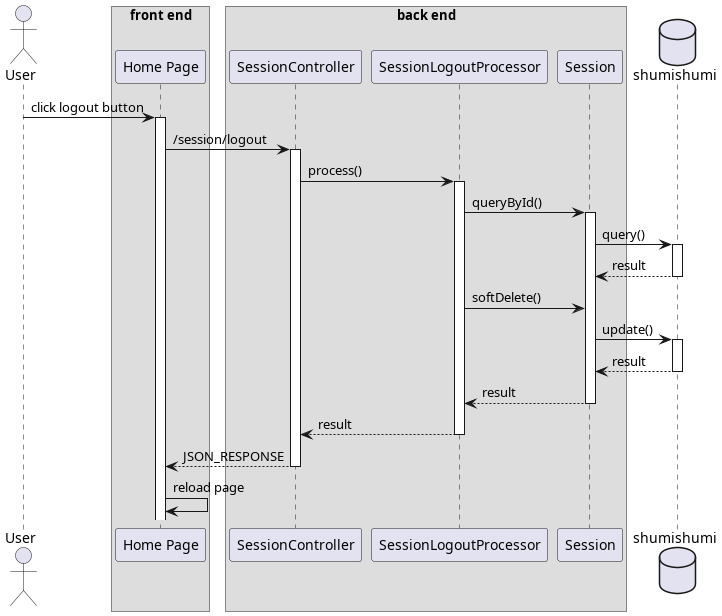 front end
back end
User
Home Page
SessionController
SessionLogoutProcessor
Session
shumishumi
click logout button
/session/logout
process()
queryById()
query()
result
softDelete()
update()
result
result
result
JSON_RESPONSE
reload page
User
Home Page
SessionController
SessionLogoutProcessor
Session
shumishumi